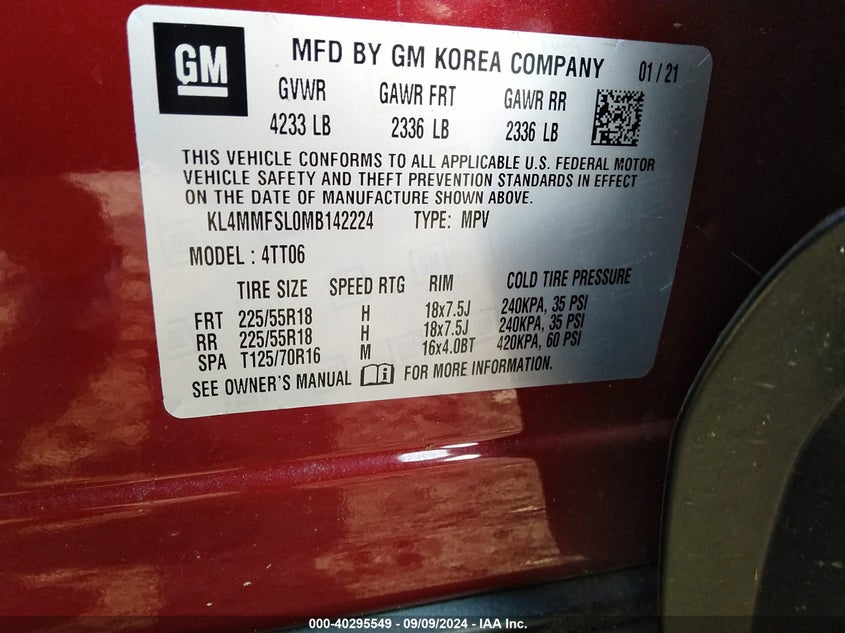 GM
MFD BY GM KOREA COMPANY 01/21
GVWR GAWR FRT GAWR RR
4233 LB 2336 LB 2336 LB
THIS VEHICLE CONFORMS TO ALL APPLICABLE U.S. FEDERAL MOTOR
VEHICLE SAFETY AND THEFT PREVENTION STANDARDS IN EFFECT
ON THE DATE OF MANUFACTURE SHOWN ABOVE.
KL4MMFSL0MB142224 TYPE: MPV
MODEL : 4TT06
TIRE SIZE SPEED RTG RIM COLD TIRE PRESSURE
FRT 225/55R18 H 18x7.5J 240KPA, 35 PSI
RR 225/55R18 H 18x7.5J 240KPA, 35 PSI
SPA T125/70R16 M 16x4.0BT 420KPA, 60 PSI
SEE OWNER'S MANUAL FOR MORE INFORMATION.
000-40295549 - 09/09/2024 - IAA Inc.